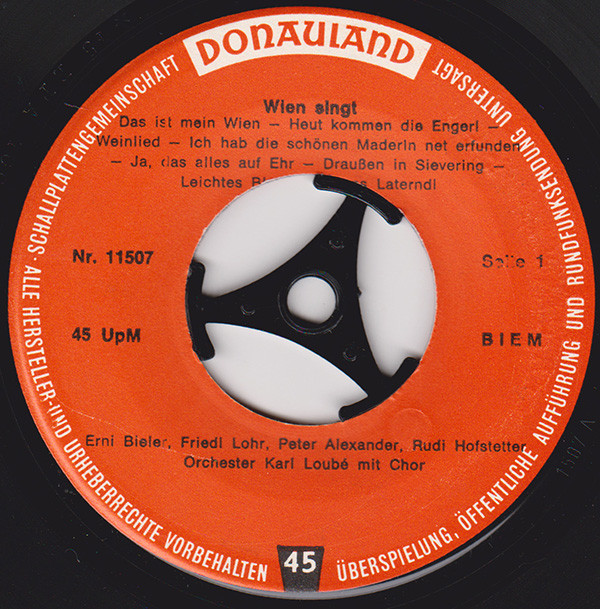 DONAULAND
SCHALLPLATTENGEMEINSCHAFT
Wien singt
Das ist mein Wien – Heut kommen die Engerl –
Weinlied – Ich hab die schönen Maderln net erfunden
– Ja, das alles auf Ehr – Draußen in Sievering –
Leichtes Laterndl
Nr. 11507
Seite 1
45 UpM
BIEM
Erni Bieler, Friedl Lohr, Peter Alexander, Rudi Hofstetter
Orchester Karl Loubé mit Chor
ALLE HERSTELLER-UND URHEBERRECHTE VORBEHALTEN
45
ÜBERSPIELUNG, ÖFFENTLICHE AUFFÜHRUNG UND RUNDFUNKSENDUNG UNTERSAGT